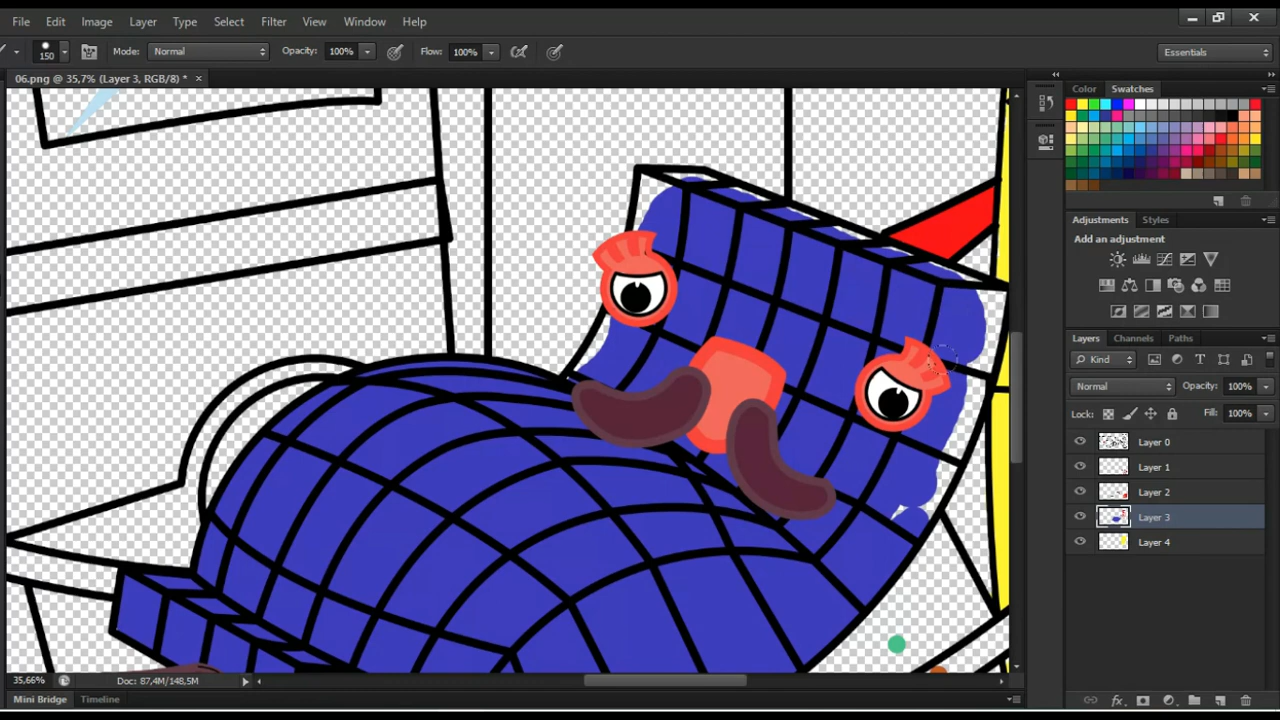 File Edit Image Layer Type Select Filter View Window Help
150 Mode: Normal Opacity: 100% Flow: 100% Essentials
06.png @ 35,7% (Layer 3, RGB/8) * ×
Color Swatches
Adjustments Styles
Add an adjustment
Layers Channels Paths
Kind
Normal Opacity: 100%
Lock: Fill: 100%
Layer 0
Layer 1
Layer 2
Layer 3
Layer 4
fx
35,66% Doc: 87,4M/148,5M
Mini Bridge Timeline